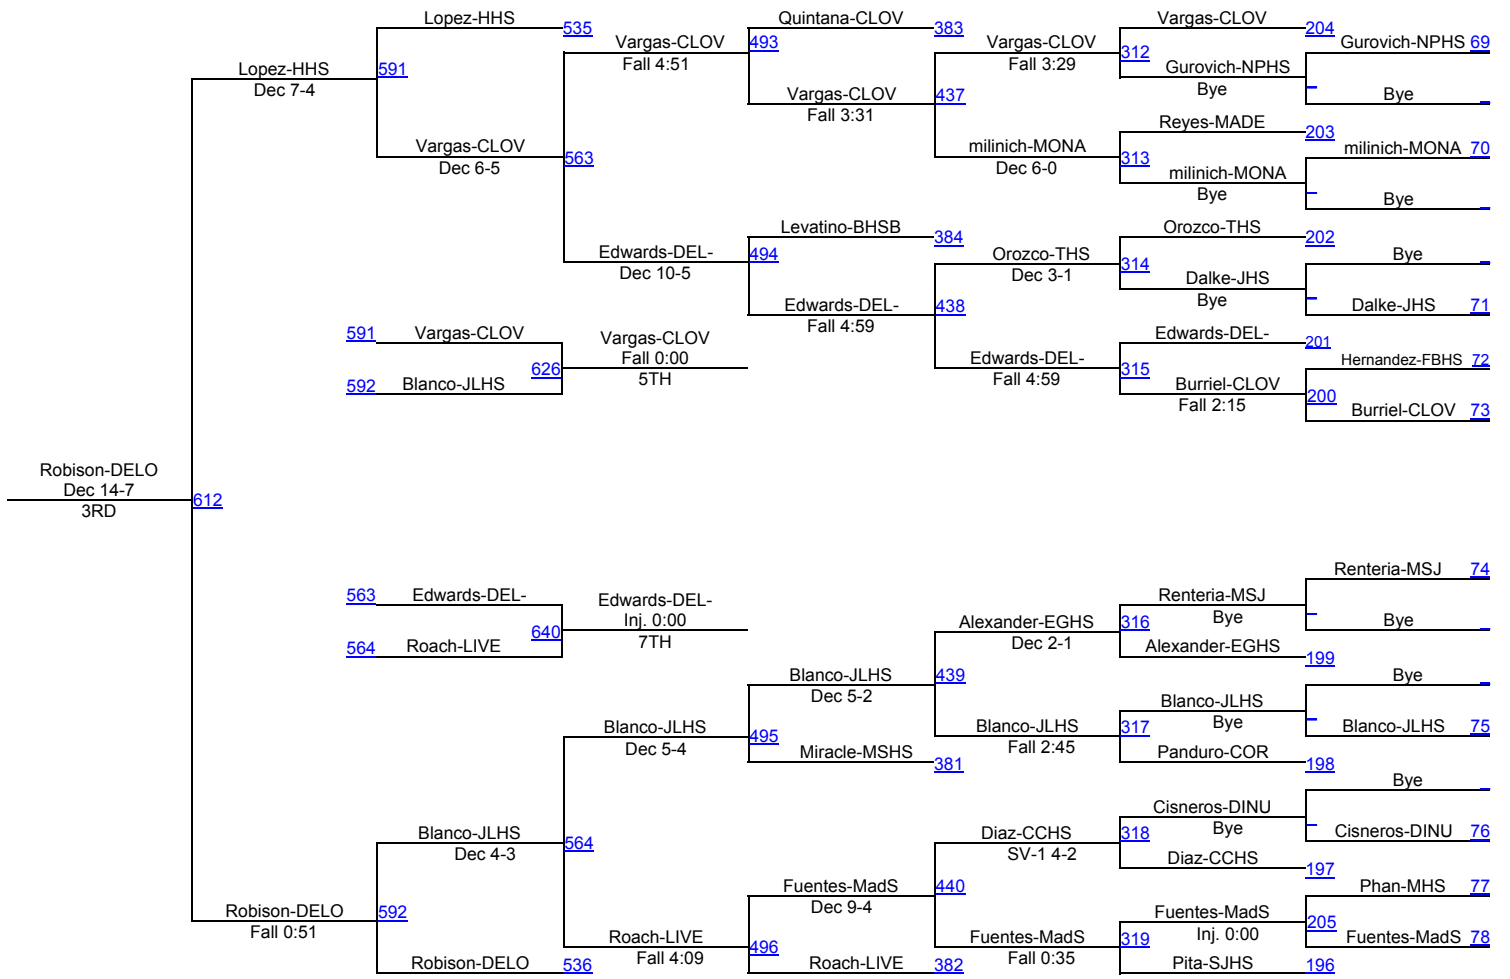 Lopez-HHS
535
Quintana-CLOV
383
Vargas-CLOV
204
Gurovich-NPHS 69
Vargas-CLOV
Fall 4:51
493
Vargas-CLOV
Fall 3:29
312
Gurovich-NPHS
Bye
Bye
Lopez-HHS
Dec 7-4
591
Vargas-CLOV
Fall 3:31
437
Reyes-MADE
203
milinich-MONA 70
Vargas-CLOV
Dec 6-5
563
milinich-MONA
Dec 6-0
313
milinich-MONA
Bye
Bye
Levatino-BHSB
384
Orozco-THS
202
Bye
Edwards-DEL-
Dec 10-5
494
Orozco-THS
Dec 3-1
314
Dalke-JHS
Bye
Dalke-JHS 71
Edwards-DEL-
Fall 4:59
438
591 Vargas-CLOV
Vargas-CLOV
Fall 0:00
5TH
626
592 Blanco-JLHS
Edwards-DEL-
201
Hernandez-FBHS 72
Edwards-DEL-
Fall 4:59
315
Burriel-CLOV
Fall 2:15
200
Burriel-CLOV 73
Robison-DELO
Dec 14-7
3RD
612
Renteria-MSJ 74
563 Edwards-DEL-
Edwards-DEL-
Inj. 0:00
7TH
640
564 Roach-LIVE
Renteria-MSJ
Bye
Bye
Alexander-EGHS
Dec 2-1
316
Alexander-EGHS
199
Blanco-JLHS
Dec 5-2
439
Bye
Blanco-JLHS
Bye
Blanco-JLHS 75
Blanco-JLHS
Dec 5-4
495
Blanco-JLHS
Fall 2:45
317
Panduro-COR
198
Miracle-MSHS
381
Bye
Cisneros-DINU
Bye
Cisneros-DINU 76
Blanco-JLHS
Dec 4-3
564
Diaz-CCHS
SV-1 4-2
318
Diaz-CCHS
197
Fuentes-MadS
Dec 9-4
440
Phan-MHS 77
Robison-DELO
Fall 0:51
592
Fuentes-MadS
Inj. 0:00
205
Fuentes-MadS 78
Roach-LIVE
Fall 4:09
496
Fuentes-MadS
Fall 0:35
319
Robison-DELO
536
Roach-LIVE
382
Pita-SJHS
196